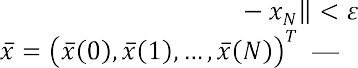 − x_N‖ < ε
x̄ = (x̄(0), x̄(1), … , x̄(N))^T —